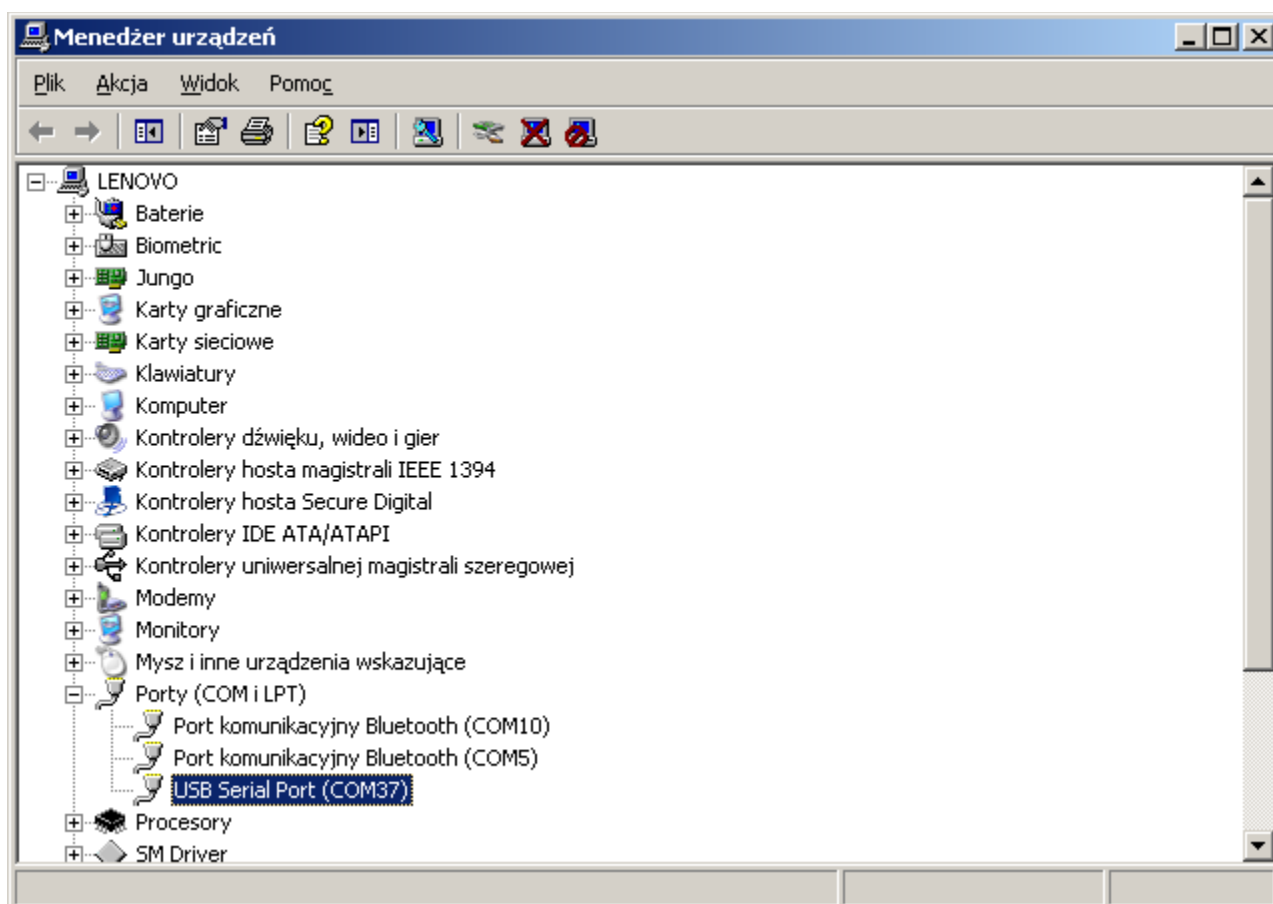 Menedżer urządzeń
Plik Akcja Widok Pomoc
LENOVO
Baterie
Biometric
Jungo
Karty graficzne
Karty sieciowe
Klawiatury
Komputer
Kontrolery dźwięku, wideo i gier
Kontrolery hosta magistrali IEEE 1394
Kontrolery hosta Secure Digital
Kontrolery IDE ATA/ATAPI
Kontrolery uniwersalnej magistrali szeregowej
Modemy
Monitory
Mysz i inne urządzenia wskazujące
Porty (COM i LPT)
Port komunikacyjny Bluetooth (COM10)
Port komunikacyjny Bluetooth (COM5)
USB Serial Port (COM37)
Procesory
SM Driver